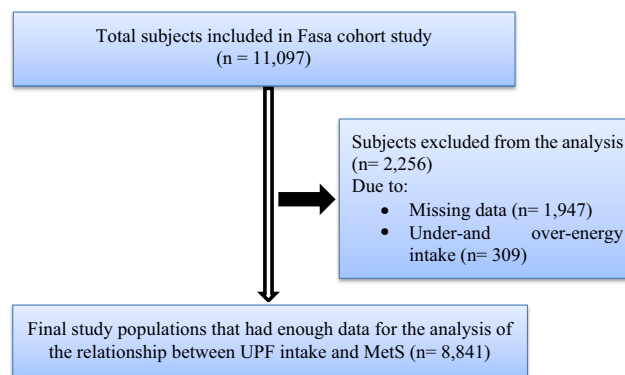 Total subjects included in Fasa cohort study
(n = 11,097)
Subjects excluded from the analysis
(n= 2,256)
Due to:
• Missing data (n= 1,947)
• Under-and over-energy
intake (n= 309)
Final study populations that had enough data for the analysis of
the relationship between UPF intake and MetS (n= 8,841)